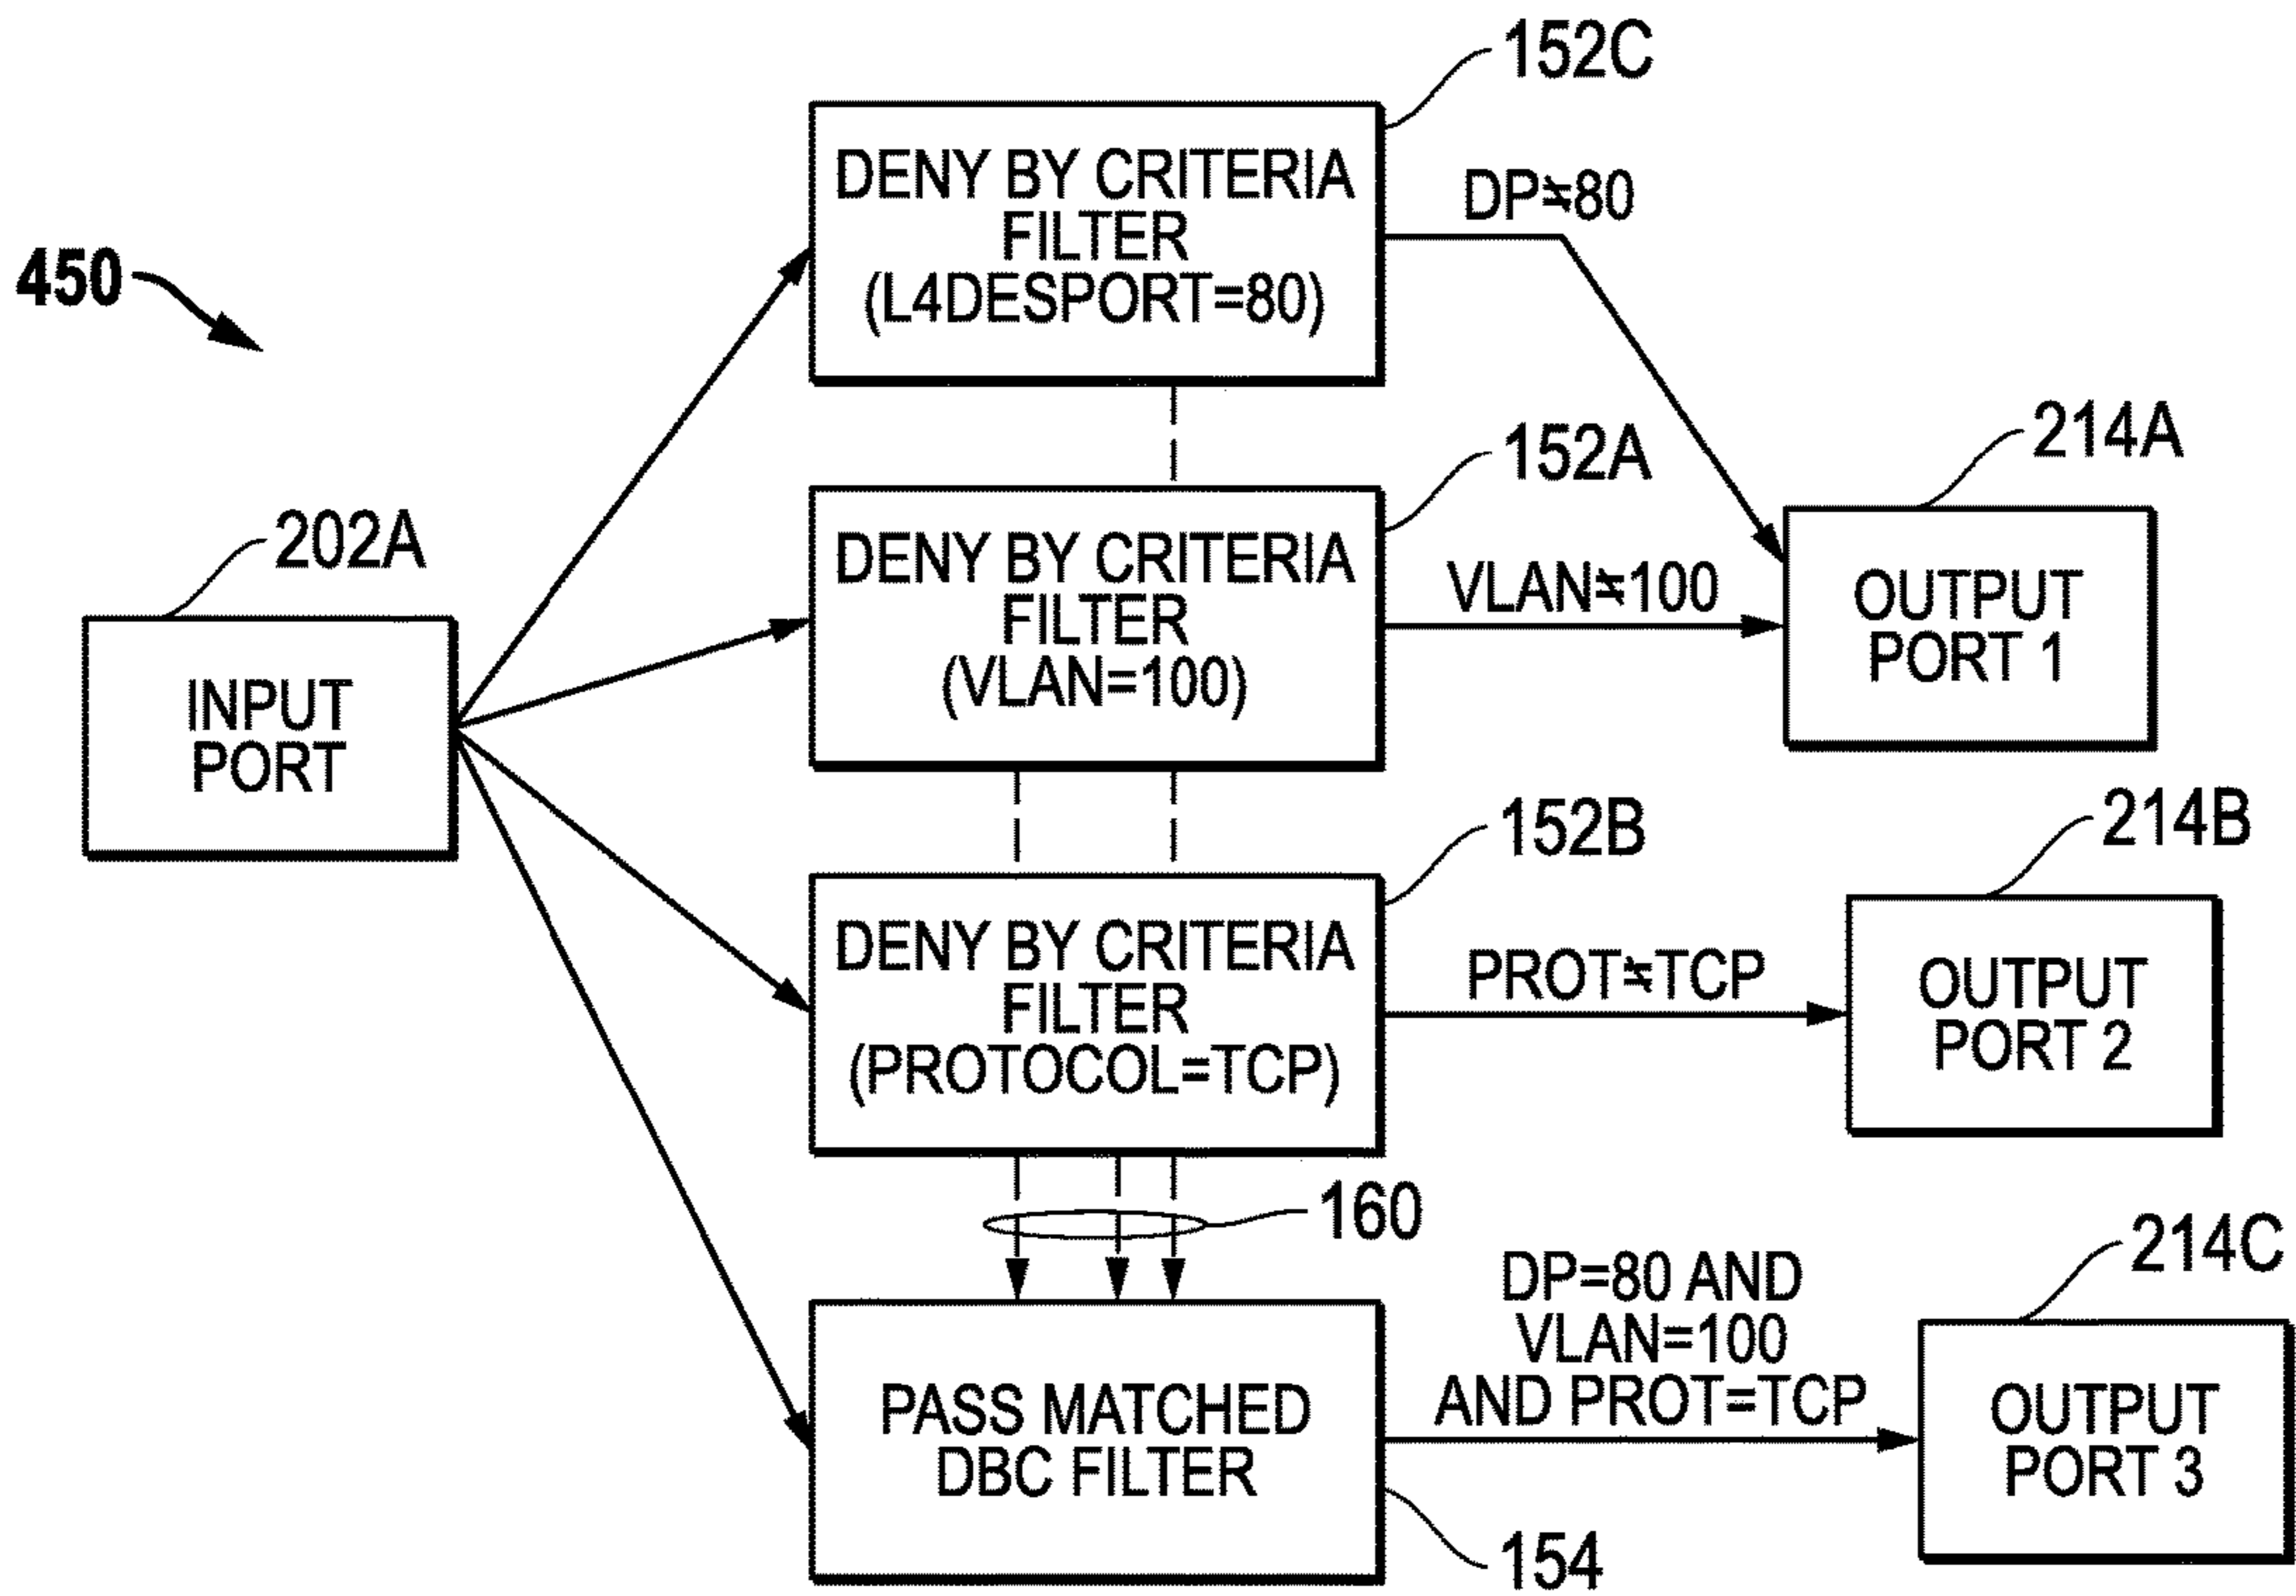 450
202A
INPUT
PORT
152C
DENY BY CRITERIA
FILTER
(L4DESPORT=80)
DP≠80
152A
DENY BY CRITERIA
FILTER
(VLAN=100)
VLAN≠100
214A
OUTPUT
PORT 1
152B
DENY BY CRITERIA
FILTER
(PROTOCOL=TCP)
PROT≠TCP
214B
OUTPUT
PORT 2
160
PASS MATCHED
DBC FILTER
154
DP=80 AND
VLAN=100
AND PROT=TCP
214C
OUTPUT
PORT 3